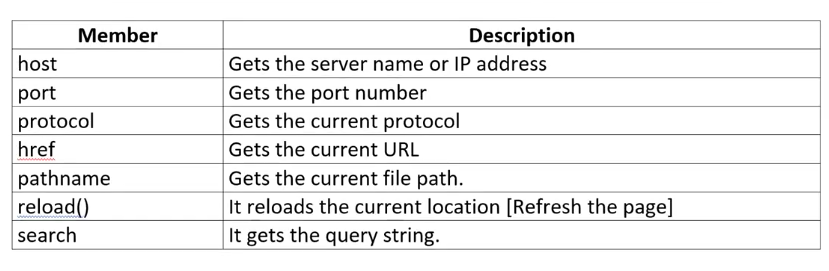 Member Description
host Gets the server name or IP address
port Gets the port number
protocol Gets the current protocol
href Gets the current URL
pathname Gets the current file path.
reload() It reloads the current location [Refresh the page]
search It gets the query string.